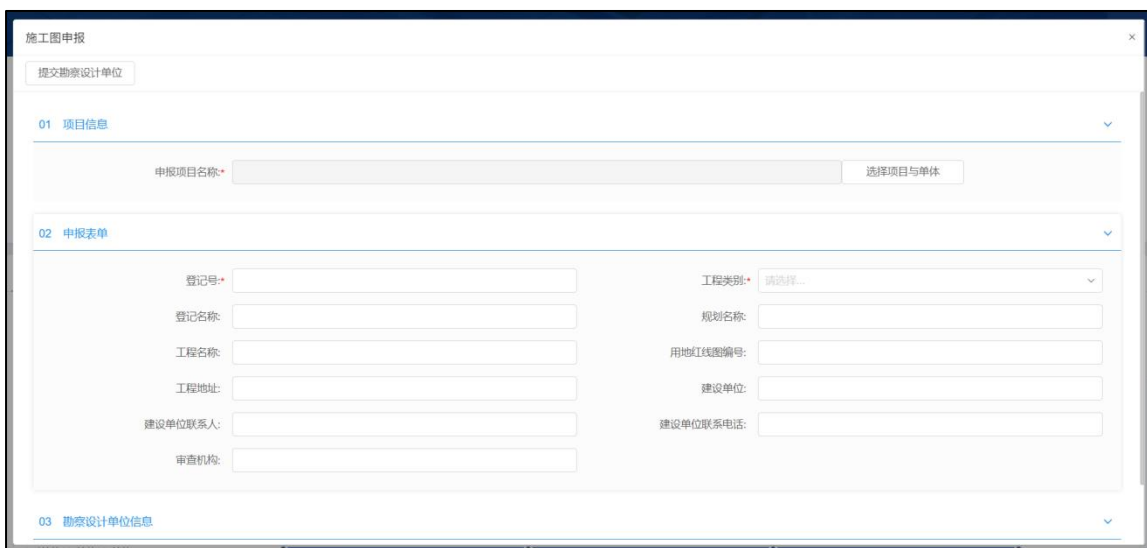 施工图申报
×
提交勘察设计单位
01 项目信息
申报项目名称:* 选择项目与单体
02 申报表单
登记号:* 工程类别:* 请选择...
登记名称: 规划名称:
工程名称: 用地红线图编号:
工程地址: 建设单位:
建设单位联系人: 建设单位联系电话:
审查机构:
03 勘察设计单位信息